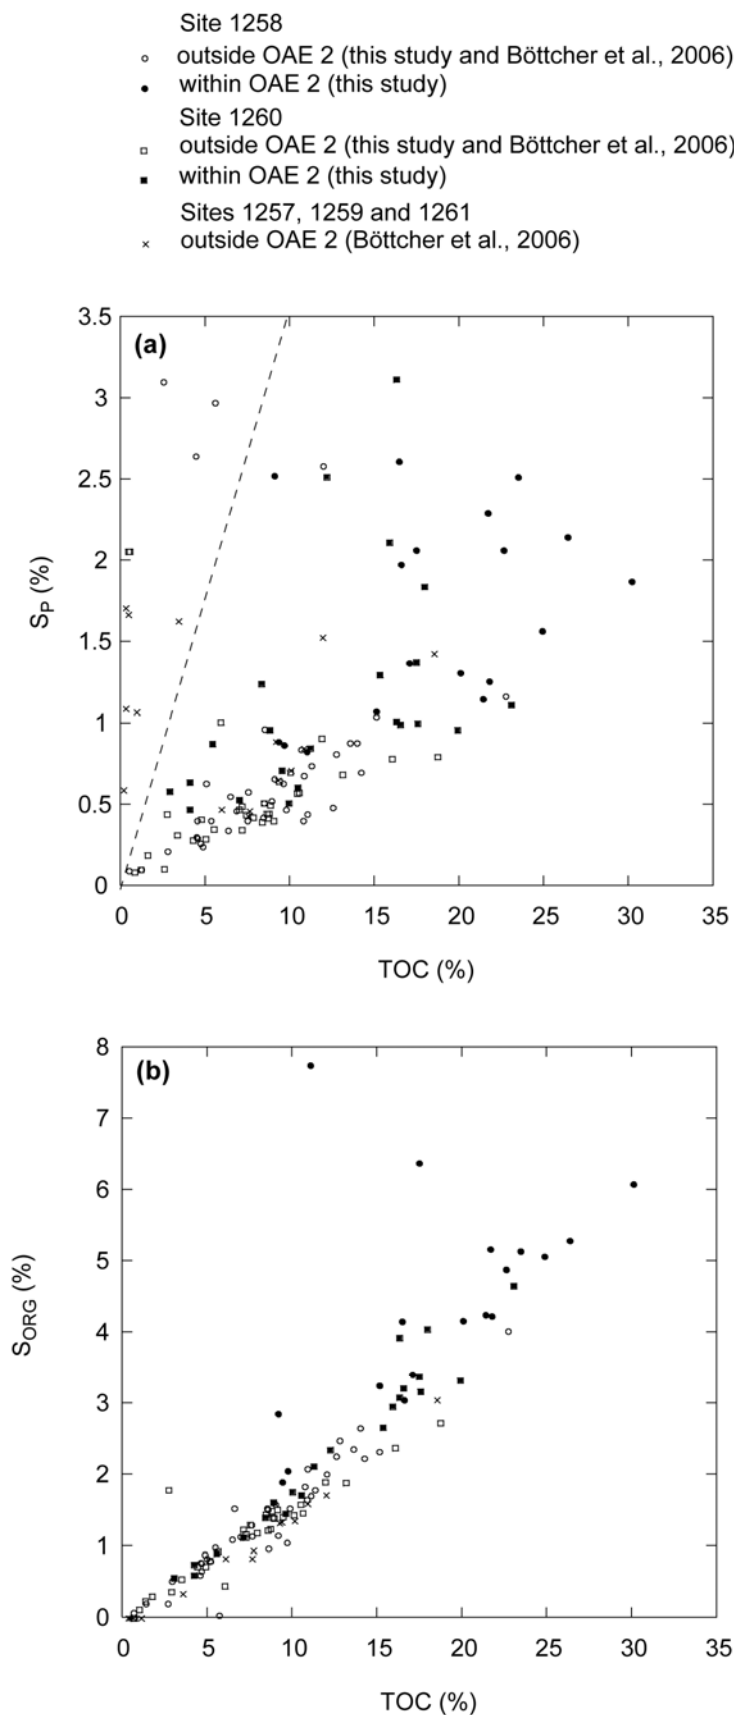 Site 1258
outside OAE 2 (this study and Böttcher et al., 2006)
within OAE 2 (this study)
Site 1260
outside OAE 2 (this study and Böttcher et al., 2006)
within OAE 2 (this study)
Sites 1257, 1259 and 1261
outside OAE 2 (Böttcher et al., 2006)
(a)
3.5
3
2.5
2
1.5
1
0.5
0
SP (%)
0 5 10 15 20 25 30 35
TOC (%)
(b)
8
7
6
5
4
3
2
1
0
SORG (%)
0 5 10 15 20 25 30 35
TOC (%)